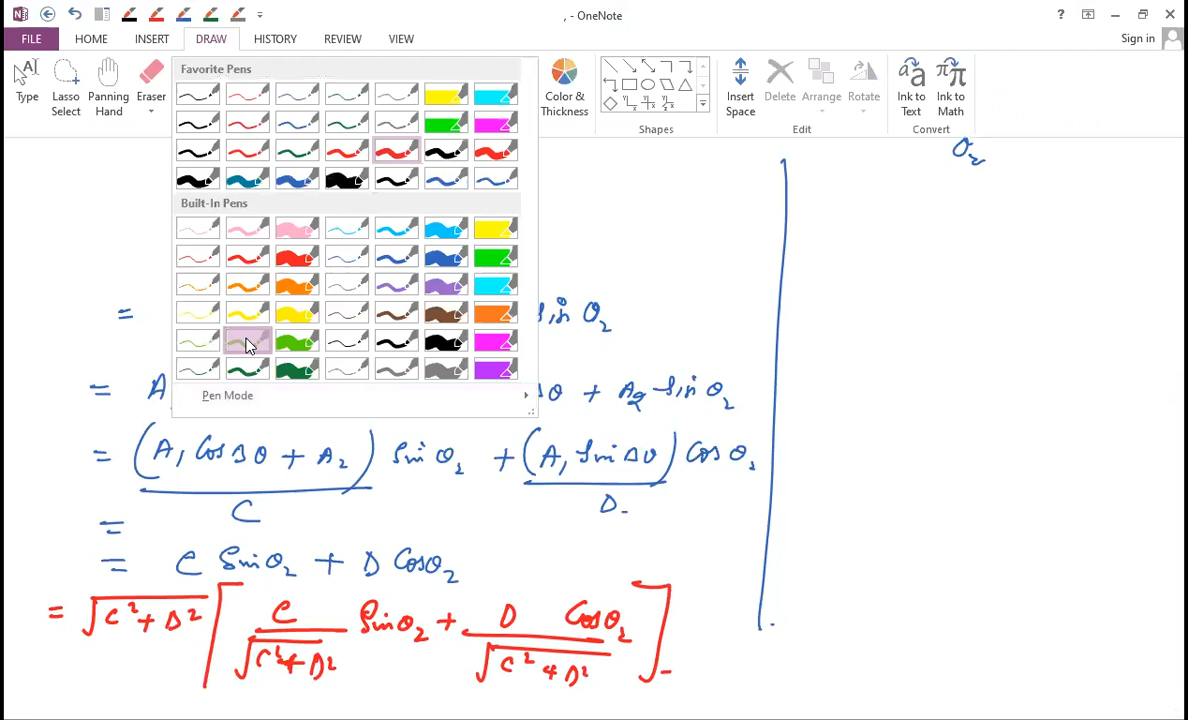 , - OneNote
FILE HOME INSERT DRAW HISTORY REVIEW VIEW Sign in
Type Lasso Select Panning Hand Eraser
Favorite Pens
Built-In Pens
Pen Mode
Color & Thickness
Shapes
Insert Space Delete Arrange Rotate
Edit
Ink to Text Ink to Math
Convert
θ₂
= sin θ₂
= A θ + A₂ sin θ₂
= (A₁ cos Δθ + A₂) sin θ₂ + (A₁ sin Δθ) cos θ₂
C D.
=
= C Sin θ₂ + D Cos θ₂
= √C² + D² [ C/√C² + D² Sin θ₂ + D/√C² + D² Cos θ₂ ]